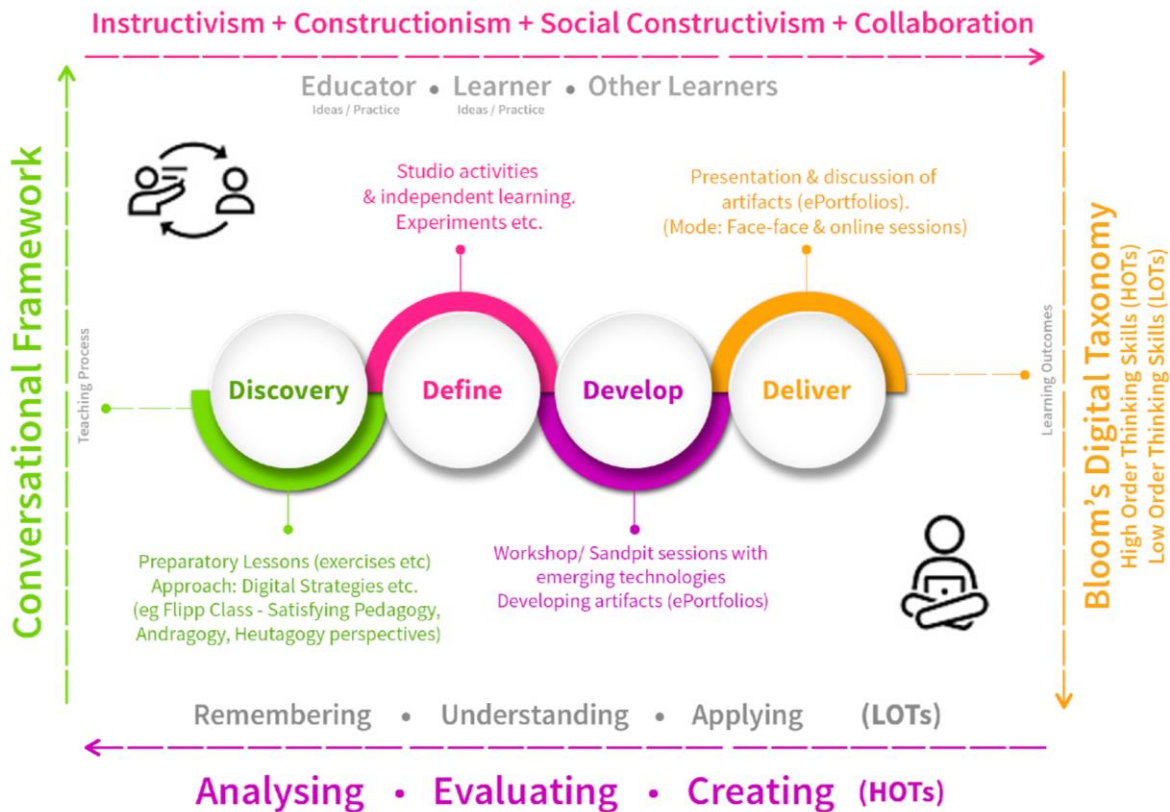 Instructivism + Constructionism + Social Constructivism + Collaboration
Educator • Learner • Other Learners
Ideas / Practice
Ideas / Practice
Conversational Framework
Teaching Process
Studio activities
& independent learning.
Experiments etc.
Presentation & discussion of
artifacts (ePortfolios).
(Mode: Face-face & online sessions)
Discovery
Define
Develop
Deliver
Preparatory Lessons (exercises etc)
Approach: Digital Strategies etc.
(eg Flipp Class - Satisfying Pedagogy,
Andragogy, Heutagogy perspectives)
Workshop/ Sandpit sessions with
emerging technologies
Developing artifacts (ePortfolios)
Learning Outcomes
Bloom's Digital Taxonomy
High Order Thinking Skills (HOTs)
Low Order Thinking Skills (LOTs)
Remembering • Understanding • Applying (LOTs)
Analysing • Evaluating • Creating (HOTs)